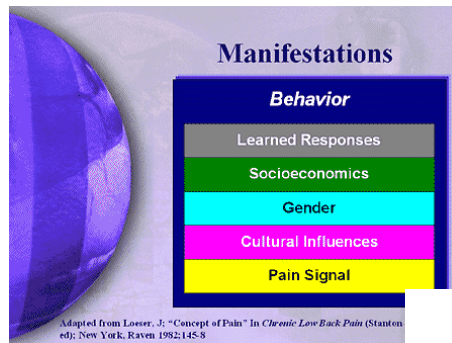 Manifestations
Behavior
Learned Responses
Socioeconomics
Gender
Cultural Influences
Pain Signal
Adapted from Loeser, J; “Concept of Pain” In Chronic Low Back Pain (Stanton-
ed); New York, Raven 1982;145-8